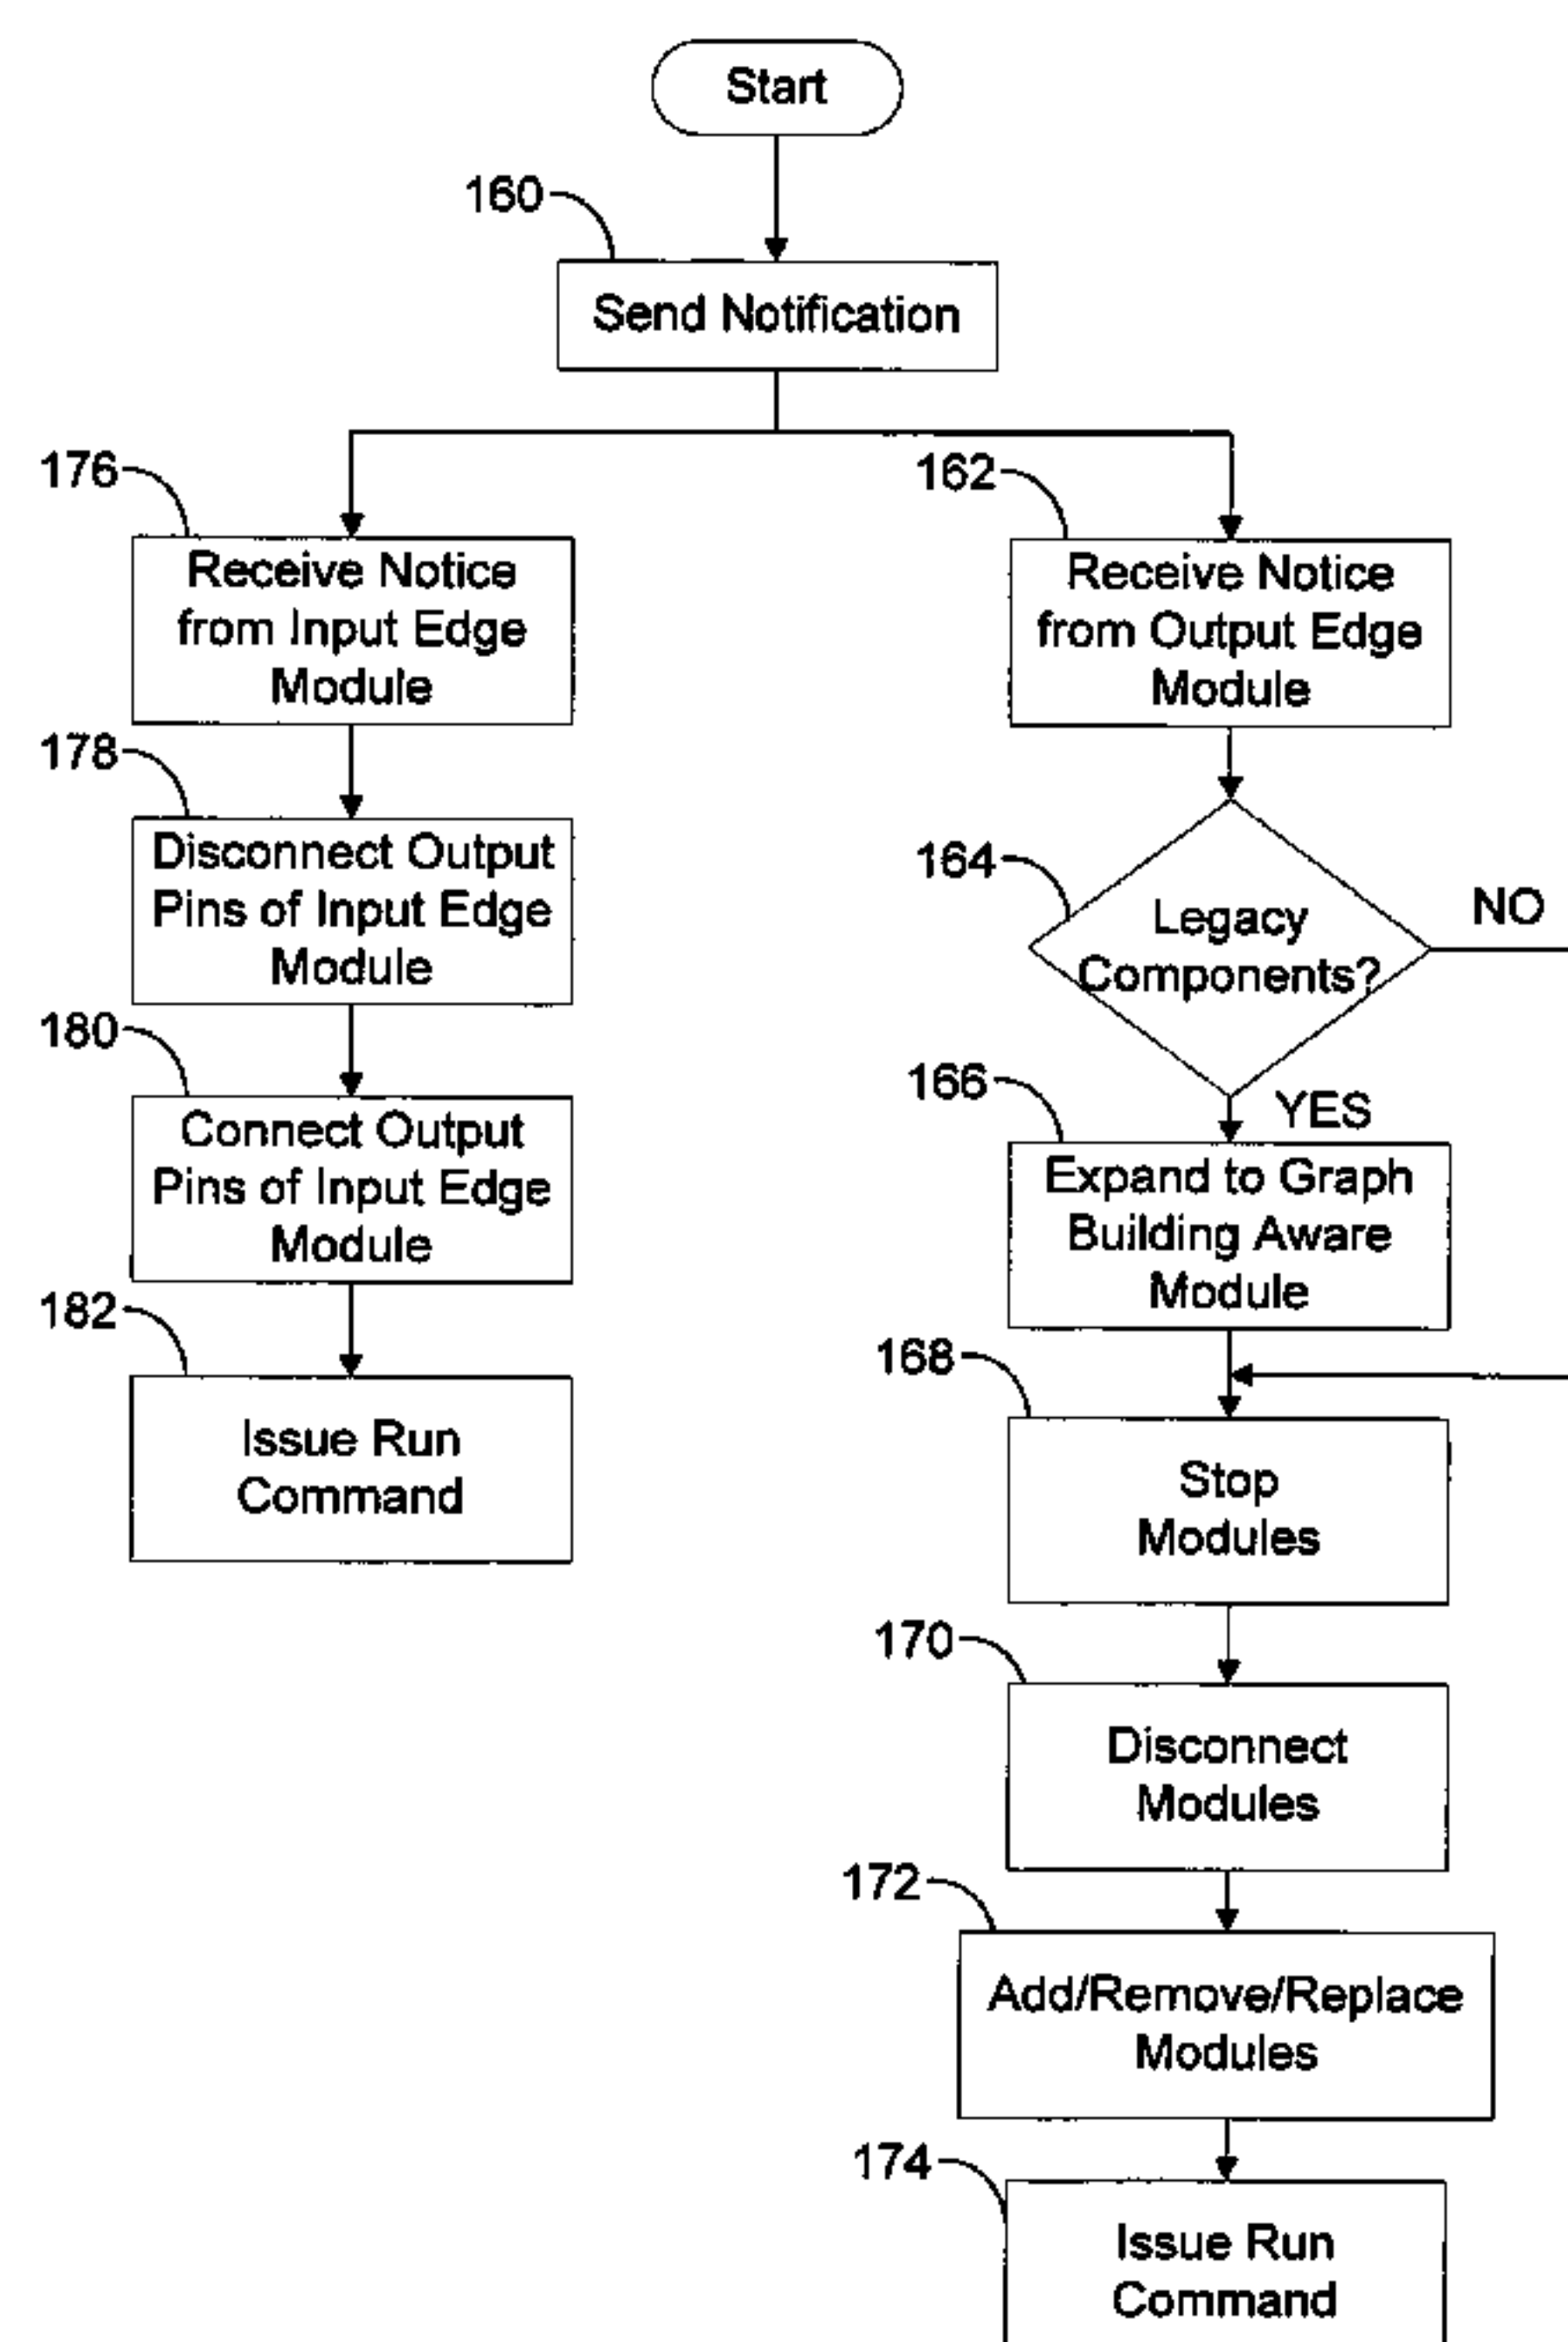 Start
160
Send Notification
176
Receive Notice
from Input Edge
Module
178
Disconnect Output
Pins of Input Edge
Module
180
Connect Output
Pins of Input Edge
Module
182
Issue Run
Command
162
Receive Notice
from Output Edge
Module
164
Legacy
Components?
NO
YES
166
Expand to Graph
Building Aware
Module
168
Stop
Modules
170
Disconnect
Modules
172
Add/Remove/Replace
Modules
174
Issue Run
Command